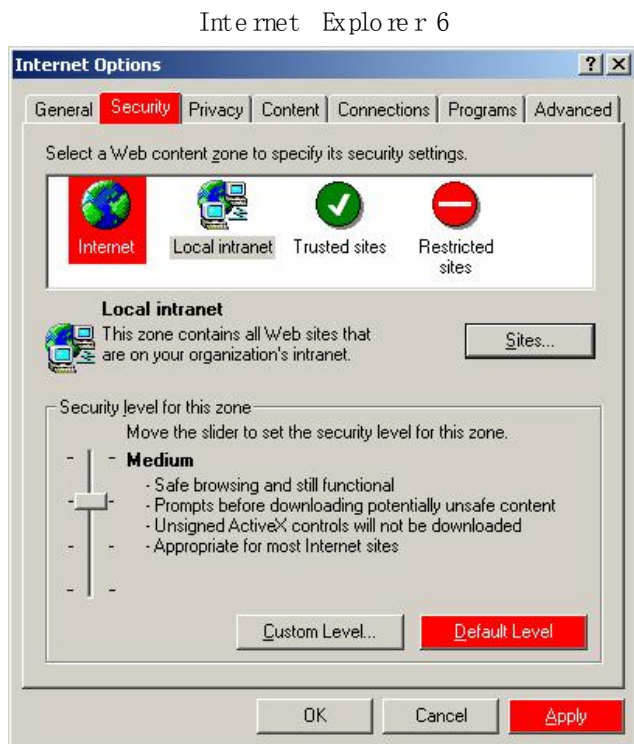 Internet Explorer 6
Internet Options
? ×
General Security Privacy Content Connections Programs Advanced
Select a Web content zone to specify its security settings.
Internet Local intranet Trusted sites Restricted sites
Local intranet
This zone contains all Web sites that
are on your organization's intranet.
Sites...
Security level for this zone
Move the slider to set the security level for this zone.
Medium
- Safe browsing and still functional
- Prompts before downloading potentially unsafe content
- Unsigned ActiveX controls will not be downloaded
- Appropriate for most Internet sites
Custom Level... Default Level
OK Cancel Apply